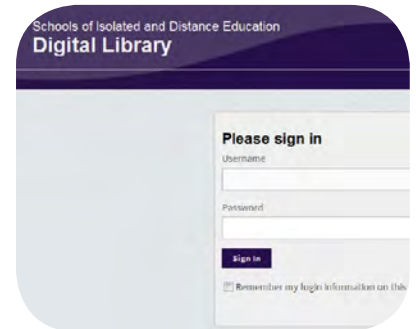 Schools of Isolated and Distance Education
Digital Library
Please sign in
Username
Password
Sign In
Remember my login information on this